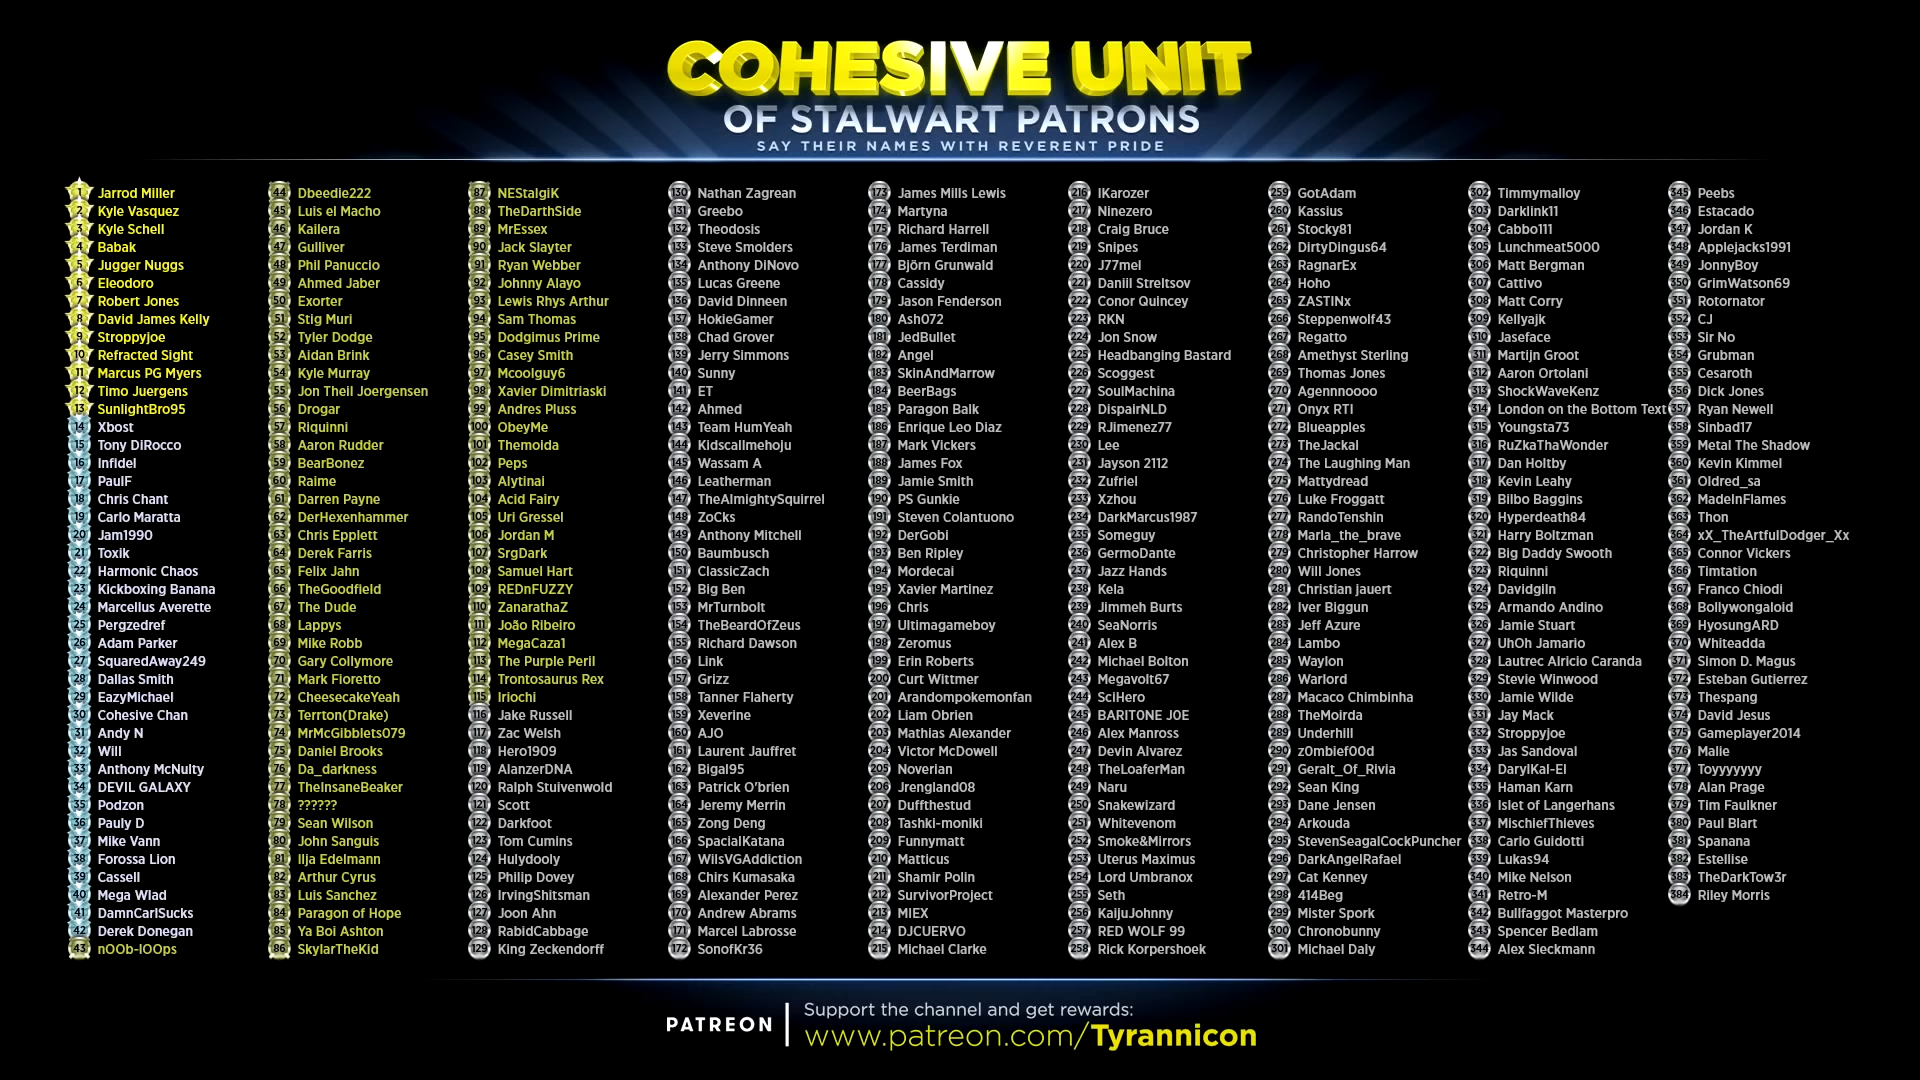 COHESIVE UNIT
OF STALWART PATRONS
SAY THEIR NAMES WITH REVERENT PRIDE
1 Jarrod Miller
2 Kyle Vasquez
3 Kyle Schell
4 Babak
5 Jugger Nuggs
6 Eleodoro
7 Robert Jones
8 David James Kelly
9 Stroppyjoe
10 Refracted Sight
11 Marcus PG Myers
12 Timo Juergens
13 SunlightBro95
14 Xbost
15 Tony DiRocco
16 Infidel
17 PaulF
18 Chris Chant
19 Carlo Maratta
20 Jam1990
21 Toxik
22 Harmonic Chaos
23 Kickboxing Banana
24 Marcellus Averette
25 Pergzedref
26 Adam Parker
27 SquaredAway249
28 Dallas Smith
29 EazyMichael
30 Cohesive Chan
31 Andy N
32 Will
33 Anthony McNulty
34 DEVIL GALAXY
35 Podzon
36 Pauly D
37 Mike Vann
38 Forossa Lion
39 Cassell
40 Mega Wlad
41 DamnCarlSucks
42 Derek Donegan
43 nOOb-lOOps
44 Dbeedie222
45 Luis el Macho
46 Kailera
47 Gulliver
48 Phil Panuccio
49 Ahmed Jaber
50 Exorter
51 Stig Muri
52 Tyler Dodge
53 Aidan Brink
54 Kyle Murray
55 Jon Theil Joergensen
56 Drogar
57 Riquinni
58 Aaron Rudder
59 BearBonez
60 Raime
61 Darren Payne
62 DerHexenhammer
63 Chris Epplett
64 Derek Farris
65 Felix Jahn
66 TheGoodfield
67 The Dude
68 Lappys
69 Mike Robb
70 Gary Collymore
71 Mark Fioretto
72 CheesecakeYeah
73 Terrton(Drake)
74 MrMcGibblets079
75 Daniel Brooks
76 Da_darkness
77 TheInsaneBeaker
78 ??????
79 Sean Wilson
80 John Sanguis
81 Ilja Edelmann
82 Arthur Cyrus
83 Luis Sanchez
84 Paragon of Hope
85 Ya Boi Ashton
86 SkylarTheKid
87 NEStalgiK
88 TheDarthSide
89 MrEssex
90 Jack Slayter
91 Ryan Webber
92 Johnny Alayo
93 Lewis Rhys Arthur
94 Sam Thomas
95 Dodgimus Prime
96 Casey Smith
97 Mcoolguy6
98 Xavier Dimitriaski
99 Andres Pluss
100 ObeyMe
101 Themoida
102 Peps
103 Alytinai
104 Acid Fairy
105 Uri Gressel
106 Jordan M
107 SrgDark
108 Samuel Hart
109 REDnFUZZY
110 ZanarathaZ
111 João Ribeiro
112 MegaCaza1
113 The Purple Peril
114 Trontosaurus Rex
115 Iriochi
116 Jake Russell
117 Zac Welsh
118 Hero1909
119 AlanzerDNA
120 Ralph Stuivenwold
121 Scott
122 Darkfoot
123 Tom Cumins
124 Hulydooly
125 Philip Dovey
126 IrvingShitsman
127 Joon Ahn
128 RabidCabbage
129 King Zeckendorff
130 Nathan Zagrean
131 Greebo
132 Theodosis
133 Steve Smolders
134 Anthony DiNovo
135 Lucas Greene
136 David Dinneen
137 HokieGamer
138 Chad Grover
139 Jerry Simmons
140 Sunny
141 ET
142 Ahmed
143 Team HumYeah
144 Kidscallmehoju
145 Wassam A
146 Leatherman
147 TheAlmightySquirrel
148 ZoCks
149 Anthony Mitchell
150 Baumbusch
151 ClassicZach
152 Big Ben
153 MrTurnbolt
154 TheBeardOfZeus
155 Richard Dawson
156 Link
157 Grizz
158 Tanner Flaherty
159 Xeverine
160 AJO
161 Laurent Jauffret
162 Bigal95
163 Patrick O'brien
164 Jeremy Merrin
165 Zong Deng
166 SpacialKatana
167 WilsVGAddiction
168 Chirs Kumasaka
169 Alexander Perez
170 Andrew Abrams
171 Marcel Labrosse
172 SonofKr36
173 James Mills Lewis
174 Martyna
175 Richard Harrell
176 James Terdiman
177 Björn Grunwald
178 Cassidy
179 Jason Fenderson
180 Ash072
181 JedBullet
182 Angel
183 SkinAndMarrow
184 BeerBags
185 Paragon Balk
186 Enrique Leo Diaz
187 Mark Vickers
188 James Fox
189 Jamie Smith
190 PS Gunkie
191 Steven Colantuono
192 DerGobi
193 Ben Ripley
194 Mordecai
195 Xavier Martinez
196 Chris
197 Ultimagameboy
198 Zeromus
199 Erin Roberts
200 Curt Wittmer
201 Arandompokemonfan
202 Liam Obrien
203 Mathias Alexander
204 Victor McDowell
205 Noverian
206 Jrengland08
207 Duffthestud
208 Tashki-moniki
209 Funnymatt
210 Matticus
211 Shamir Polin
212 SurvivorProject
213 MIEX
214 DJCUERVO
215 Michael Clarke
216 IKarozer
217 Ninezero
218 Craig Bruce
219 Snipes
220 J77mel
221 Daniil Streltsov
222 Conor Quincey
223 RKN
224 Jon Snow
225 Headbanging Bastard
226 Scoggest
227 SoulMachina
228 DispairNLD
229 RJimenez77
230 Lee
231 Jayson 2112
232 Zufriel
233 Xzhou
234 DarkMarcus1987
235 Someguy
236 GermoDante
237 Jazz Hands
238 Kela
239 Jimmeh Burts
240 SeaNorris
241 Alex B
242 Michael Bolton
243 Megavolt67
244 SciHero
245 BARIT0NE J0E
246 Alex Manross
247 Devin Alvarez
248 TheLoaferMan
249 Naru
250 Snakewizard
251 Whitevenom
252 Smoke&Mirrors
253 Uterus Maximus
254 Lord Umbranox
255 Seth
256 KaijuJohnny
257 RED WOLF 99
258 Rick Korpershoek
259 GotAdam
260 Kassius
261 Stocky81
262 DirtyDingus64
263 RagnarEx
264 Hoho
265 ZASTINx
266 Steppenwolf43
267 Regatto
268 Amethyst Sterling
269 Thomas Jones
270 Agennnoooo
271 Onyx RTI
272 Blueapples
273 TheJackal
274 The Laughing Man
275 Mattydread
276 Luke Froggatt
277 RandoTenshin
278 Marla_the_brave
279 Christopher Harrow
280 Will Jones
281 Christian jauert
282 Iver Biggun
283 Jeff Azure
284 Lambo
285 Waylon
286 Warlord
287 Macaco Chimbinha
288 TheMoirda
289 Underhill
290 z0mbief00d
291 Geralt_Of_Rivia
292 Sean King
293 Dane Jensen
294 Arkouda
295 StevenSeagalCockPuncher
296 DarkAngelRafael
297 Cat Kenney
298 414Beg
299 Mister Spork
300 Chronobunny
301 Michael Daly
302 Timmymalloy
303 Darklink11
304 Cabbo111
305 Lunchmeat5000
306 Matt Bergman
307 Cattivo
308 Matt Corry
309 Kellyajk
310 Jaseface
311 Martijn Groot
312 Aaron Ortolani
313 ShockWaveKenz
314 London on the Bottom Text
315 Youngsta73
316 RuZkaThaWonder
317 Dan Holtby
318 Kevin Leahy
319 Bilbo Baggins
320 Hyperdeath84
321 Harry Boltzman
322 Big Daddy Swooth
323 Riquinni
324 Davidgiln
325 Armando Andino
326 Jamie Stuart
327 UhOh Jamario
328 Lautrec Alricio Caranda
329 Stevie Winwood
330 Jamie Wilde
331 Jay Mack
332 Stroppyjoe
333 Jas Sandoval
334 DarylKal-El
335 Haman Karn
336 Islet of Langerhans
337 MischiefThieves
338 Carlo Guidotti
339 Lukas94
340 Mike Nelson
341 Retro-M
342 Bullfaggot Masterpro
343 Spencer Bedlam
344 Alex Sieckmann
345 Peebs
346 Estacado
347 Jordan K
348 Applejacks1991
349 JonnyBoy
350 GrimWatson69
351 Rotornator
352 CJ
353 Sir No
354 Grubman
355 Cesaroth
356 Dick Jones
357 Ryan Newell
358 Sinbad17
359 Metal The Shadow
360 Kevin Kimmel
361 Oldred_sa
362 MadeInFlames
363 Thon
364 xX_TheArtfulDodger_Xx
365 Connor Vickers
366 Timtation
367 Franco Chiodi
368 Bollywongaloid
369 HyosungARD
370 Whiteadda
371 Simon D. Magus
372 Esteban Gutierrez
373 Thespang
374 David Jesus
375 Gameplayer2014
376 Malie
377 Toyyyyyyy
378 Alan Prage
379 Tim Faulkner
380 Paul Blart
381 Spanana
382 Estellise
383 TheDarkTow3r
384 Riley Morris
PATREON
Support the channel and get rewards:
www.patreon.com/Tyrannicon